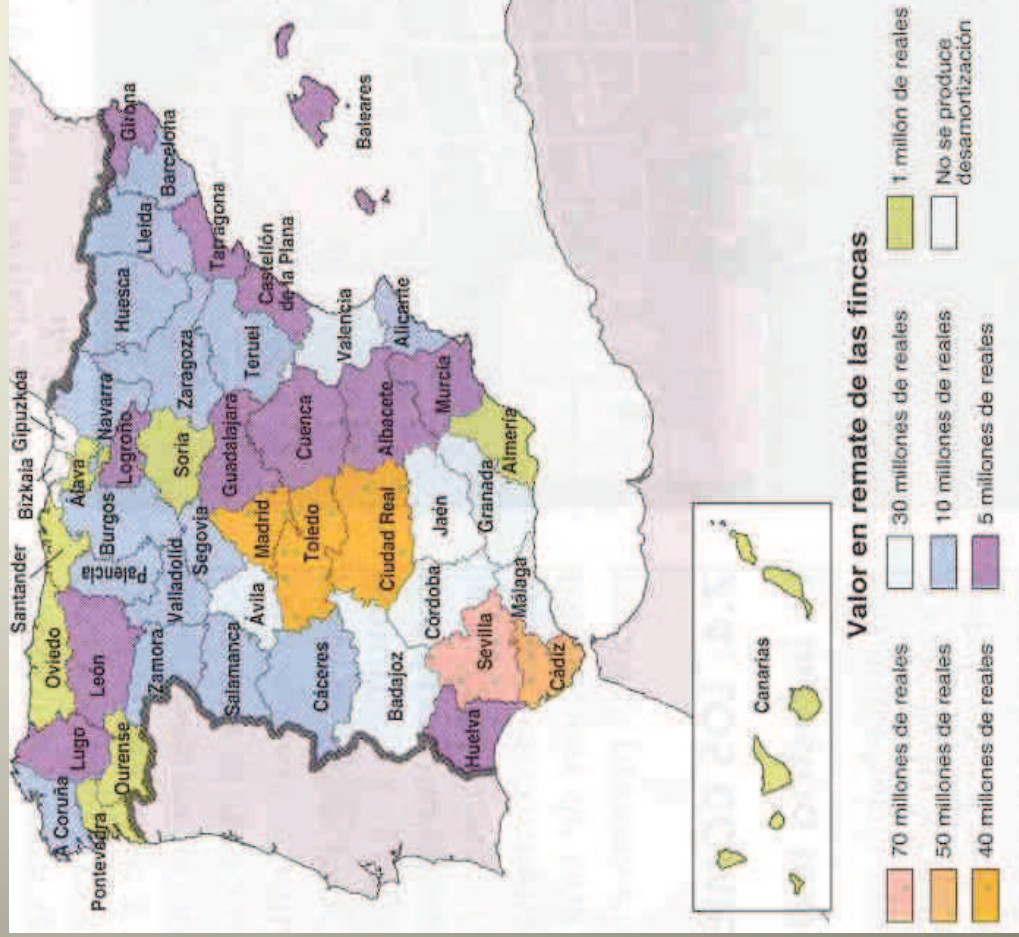 Santander
Bizkaia
Gipuzkoa
A Coruña
Lugo
Oviedo
Pontevedra
Ourense
León
Palencia
Burgos
Álava
Navarra
Logroño
Huesca
Lleida
Girona
Barcelona
Zamora
Valladolid
Segovia
Soria
Zaragoza
Tarragona
Salamanca
Ávila
Madrid
Guadalajara
Teruel
Castellón
de la Plana
Cáceres
Toledo
Cuenca
Valencia
Baleares
Badajoz
Ciudad Real
Albacete
Alicante
Huelva
Sevilla
Córdoba
Jaén
Murcia
Cádiz
Málaga
Granada
Almería
Canarias
Valor en remate de las fincas
70 millones de reales
50 millones de reales
40 millones de reales
30 millones de reales
10 millones de reales
5 millones de reales
1 millón de reales
No se produce
desamortización